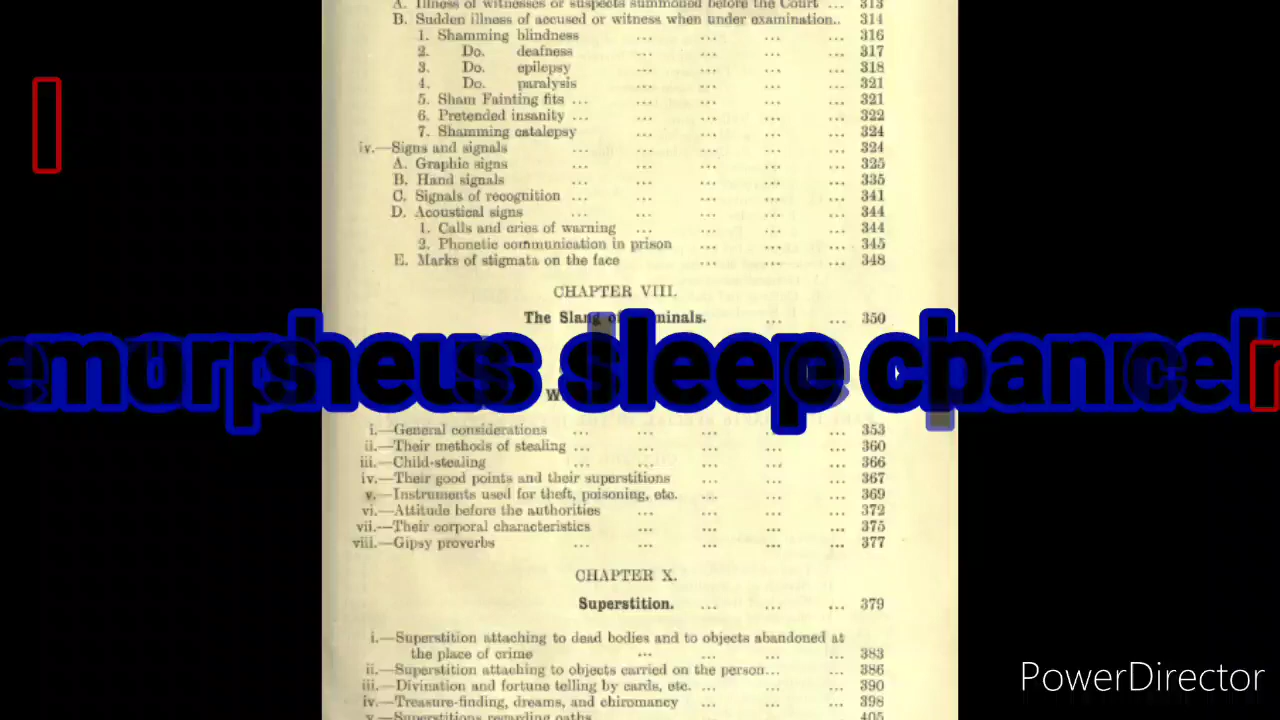 A. Illness of witnesses or suspects summoned before the Court ... 313
B. Sudden illness of accused or witness when under examination.. 314
1. Shamming blindness ... ... ... ... 316
2. Do. deafness ... ... ... ... 317
3. Do. epilepsy ... ... ... ... 318
4. Do. paralysis ... ... ... ... 321
5. Sham Fainting fits ... ... ... ... ... 321
6. Pretended insanity ... ... ... ... ... 322
7. Shamming catalepsy ... ... ... ... 324
iv.—Signs and signals ... ... ... ... ... 324
A. Graphic signs ... ... ... ... ... 325
B. Hand signals ... ... ... ... ... 335
C. Signals of recognition ... ... ... ... ... 341
D. Acoustical signs ... ... ... ... ... 344
1. Calls and cries of warning ... ... ... ... 344
2. Phonetic communication in prison ... ... ... 345
E. Marks of stigmata on the face ... ... ... 348
CHAPTER VIII.
The Slang of ... ... 350
sleep
i.—General considerations ... ... ... ... ... 353
ii.—Their methods of stealing ... ... ... ... ... 360
iii.—Child-stealing ... ... ... ... ... 366
iv.—Their good points and their superstitions ... ... ... 367
v.—Instruments used for theft, poisoning, etc. ... ... ... 369
vi.—Attitude before the authorities ... ... ... ... 372
vii.—Their corporal characteristics ... ... ... ... 375
viii.—Gipsy proverbs ... ... ... ... ... 377
CHAPTER X.
Superstition. ... ... ... 379
i.—Superstition attaching to dead bodies and to objects abandoned at
the place of crime ... ... ... ... 383
ii.—Superstition attaching to objects carried on the person... ... 386
iii.—Divination and fortune telling by cards, etc. ... ... ... 390
iv.—Treasure-finding, dreams, and chiromancy ... ... ... 398
v.—Superstitions regarding oaths ... ... ... ... 405
PowerDirector